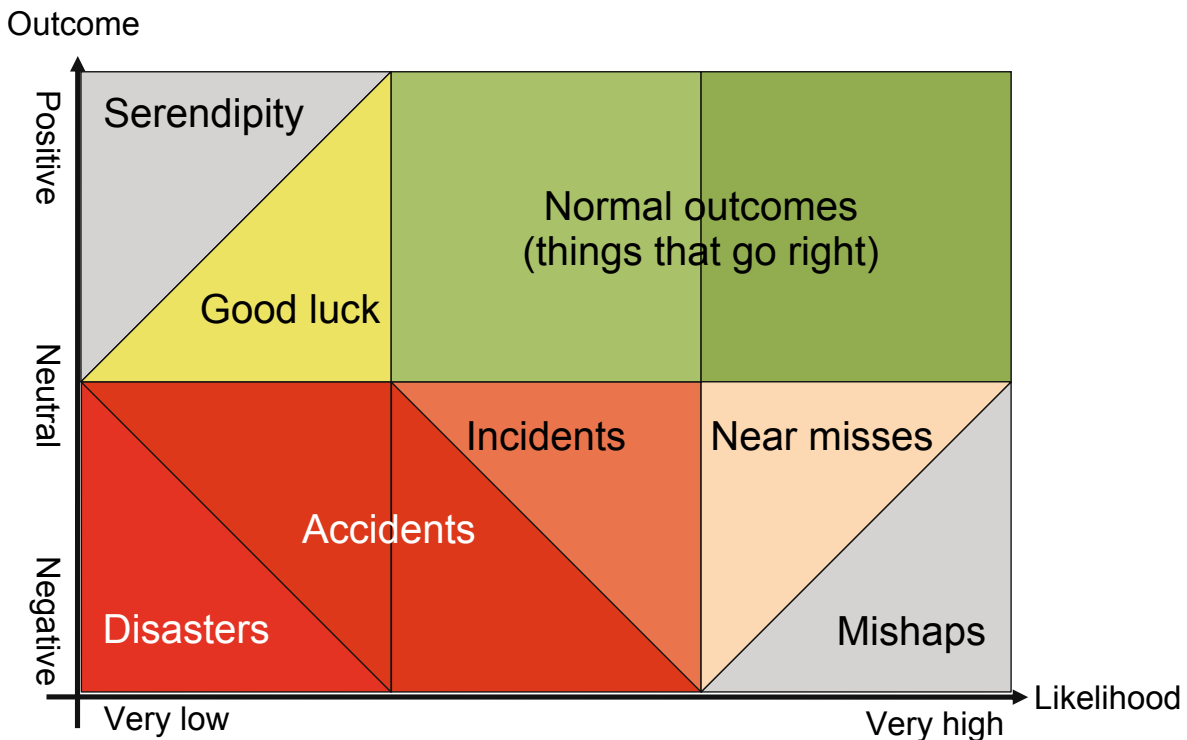 Outcome
Positive
Serendipity
Normal outcomes
(things that go right)
Good luck
Neutral
Incidents
Near misses
Accidents
Negative
Disasters
Mishaps
Likelihood
Very low
Very high